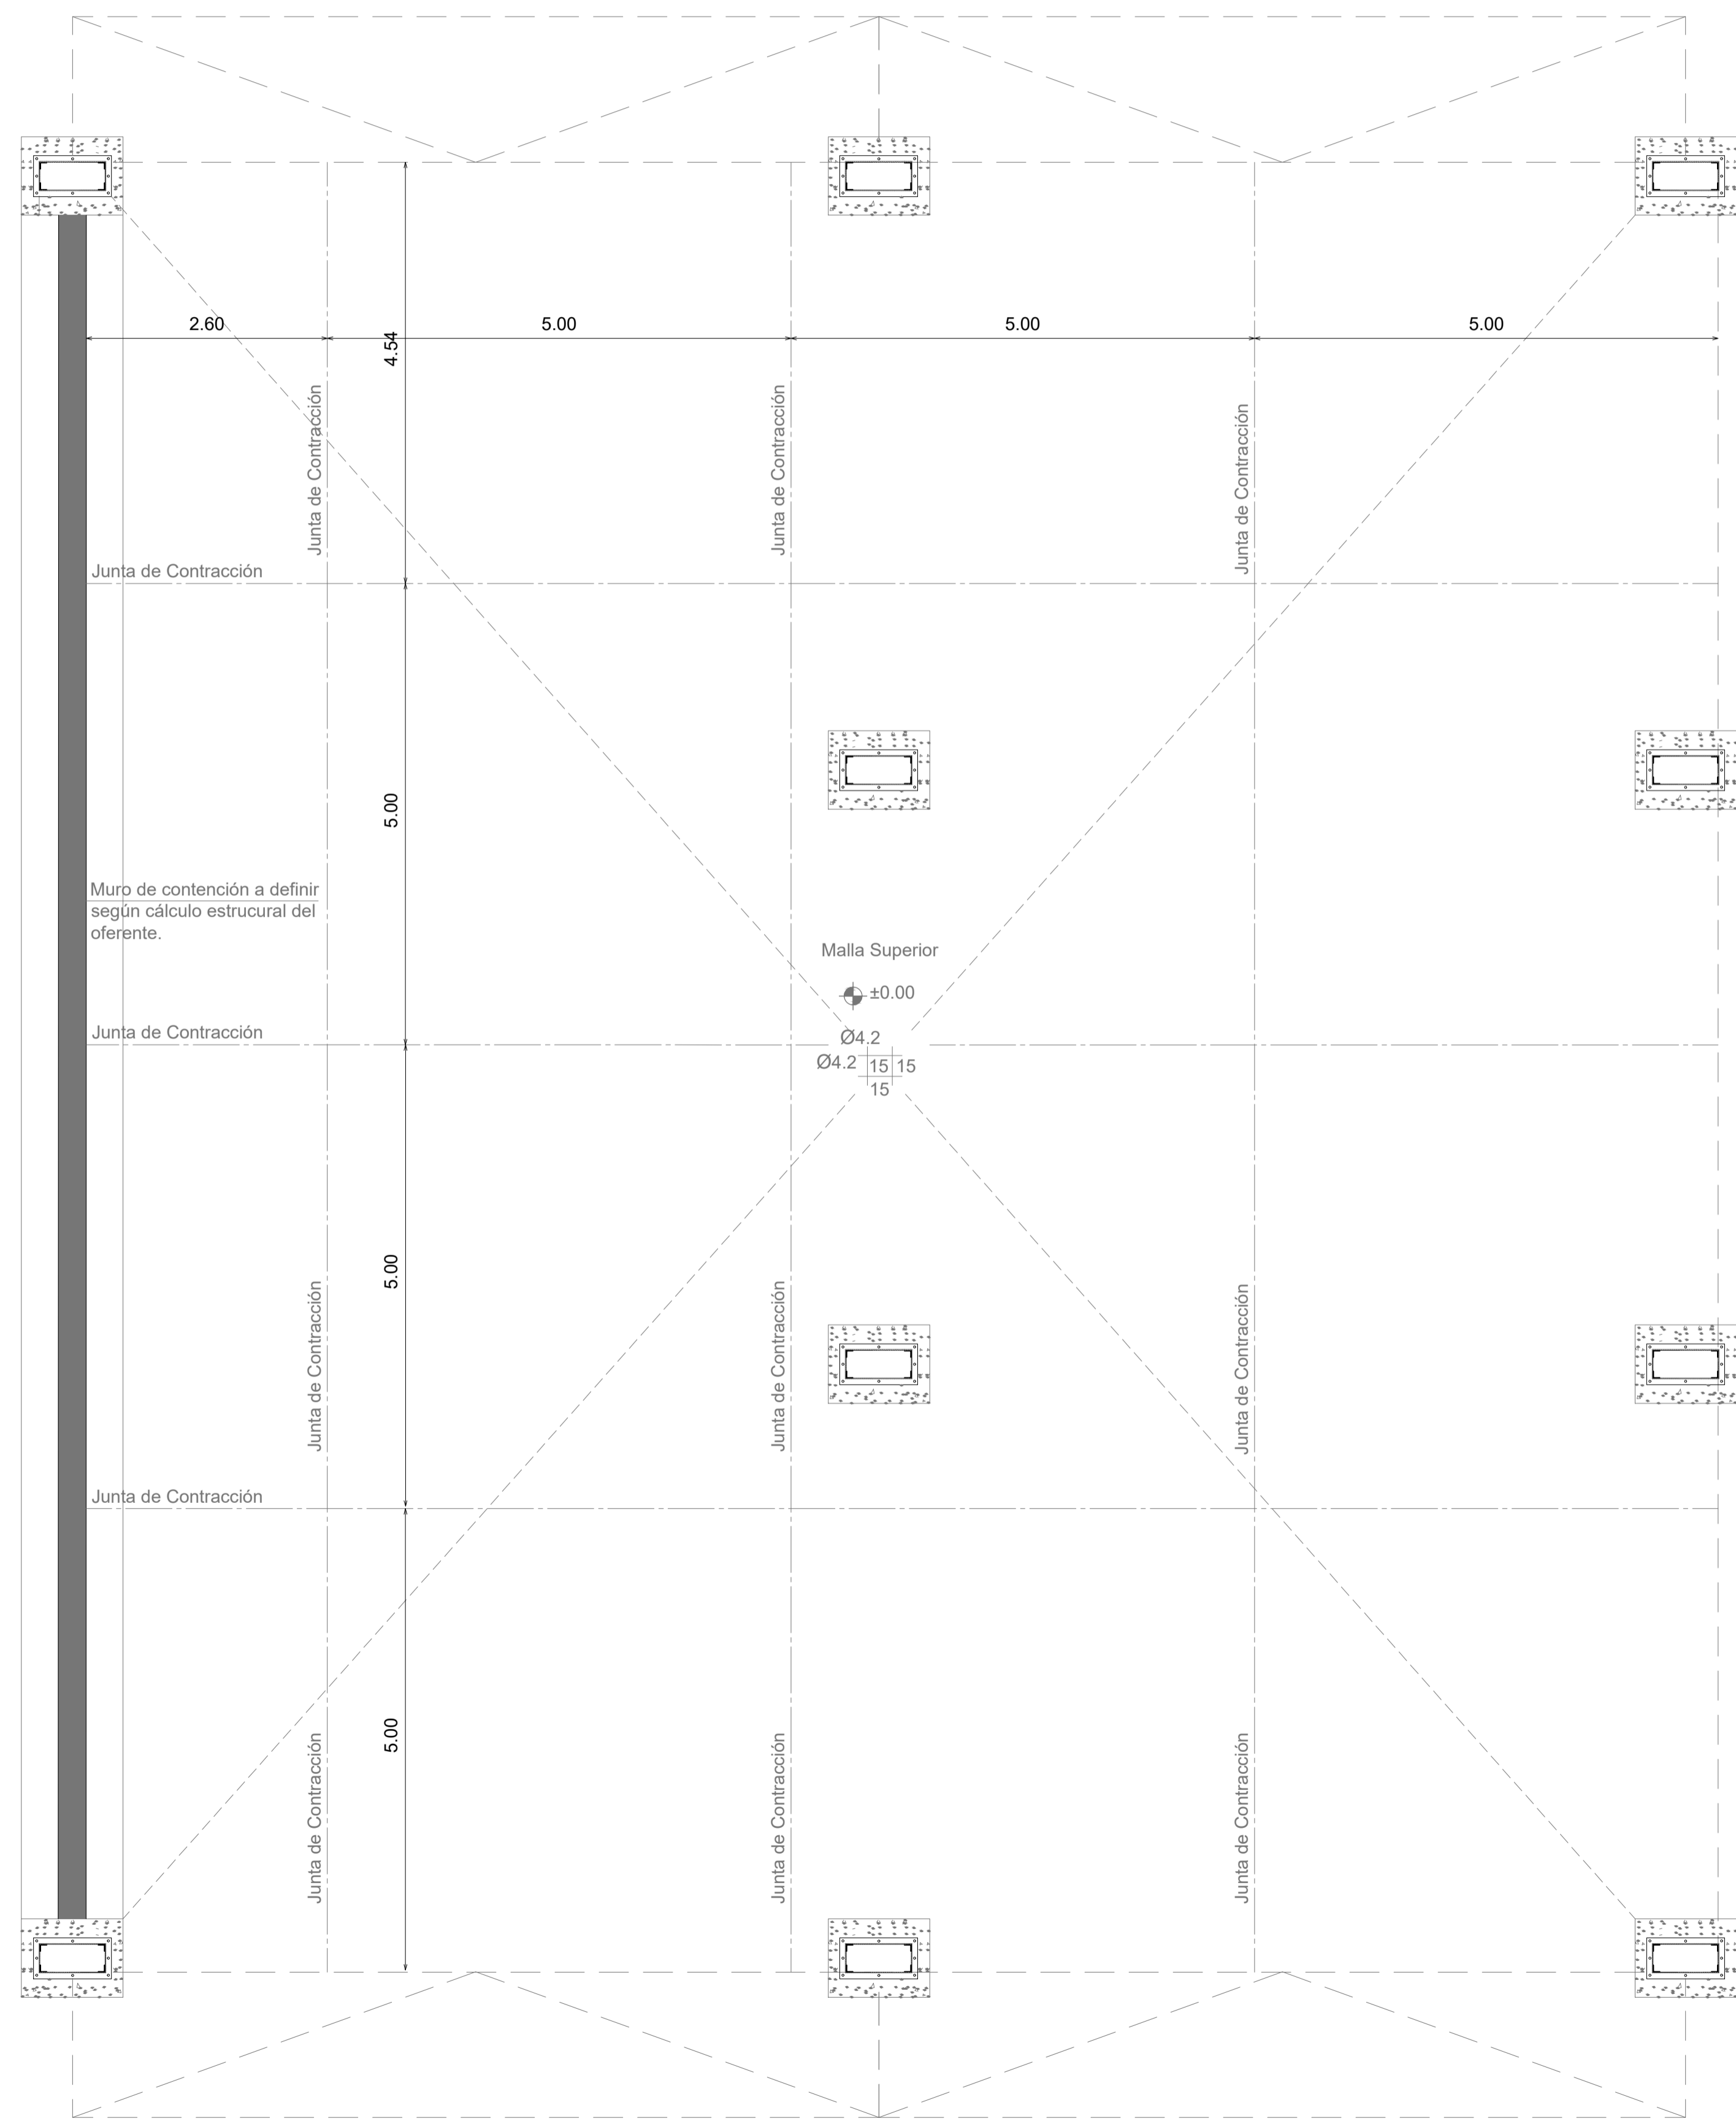 2.60
5.00
5.00
5.00
4.54
Junta de Contracción
Junta de Contracción
Junta de Contracción
Junta de Contracción
5.00
Muro de contención a definir
según cálculo estrucural del
oferente.
Malla Superior
±0.00
Junta de Contracción
Ø4.2
Ø4.2
15
15
15
5.00
Junta de Contracción
Junta de Contracción
Junta de Contracción
Junta de Contracción
5.00
Junta de Contracción
Junta de Contracción
Junta de Contracción